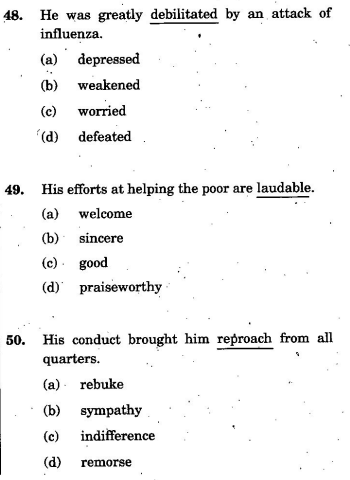 48. He was greatly debilitated by an attack of
influenza.
(a) depressed
(b) weakened
(c) worried
(d) defeated
49. His efforts at helping the poor are laudable.
(a) welcome
(b) sincere
(c) good
(d) praiseworthy
50. His conduct brought him reproach from all
quarters.
(a) rebuke
(b) sympathy
(c) indifference
(d) remorse